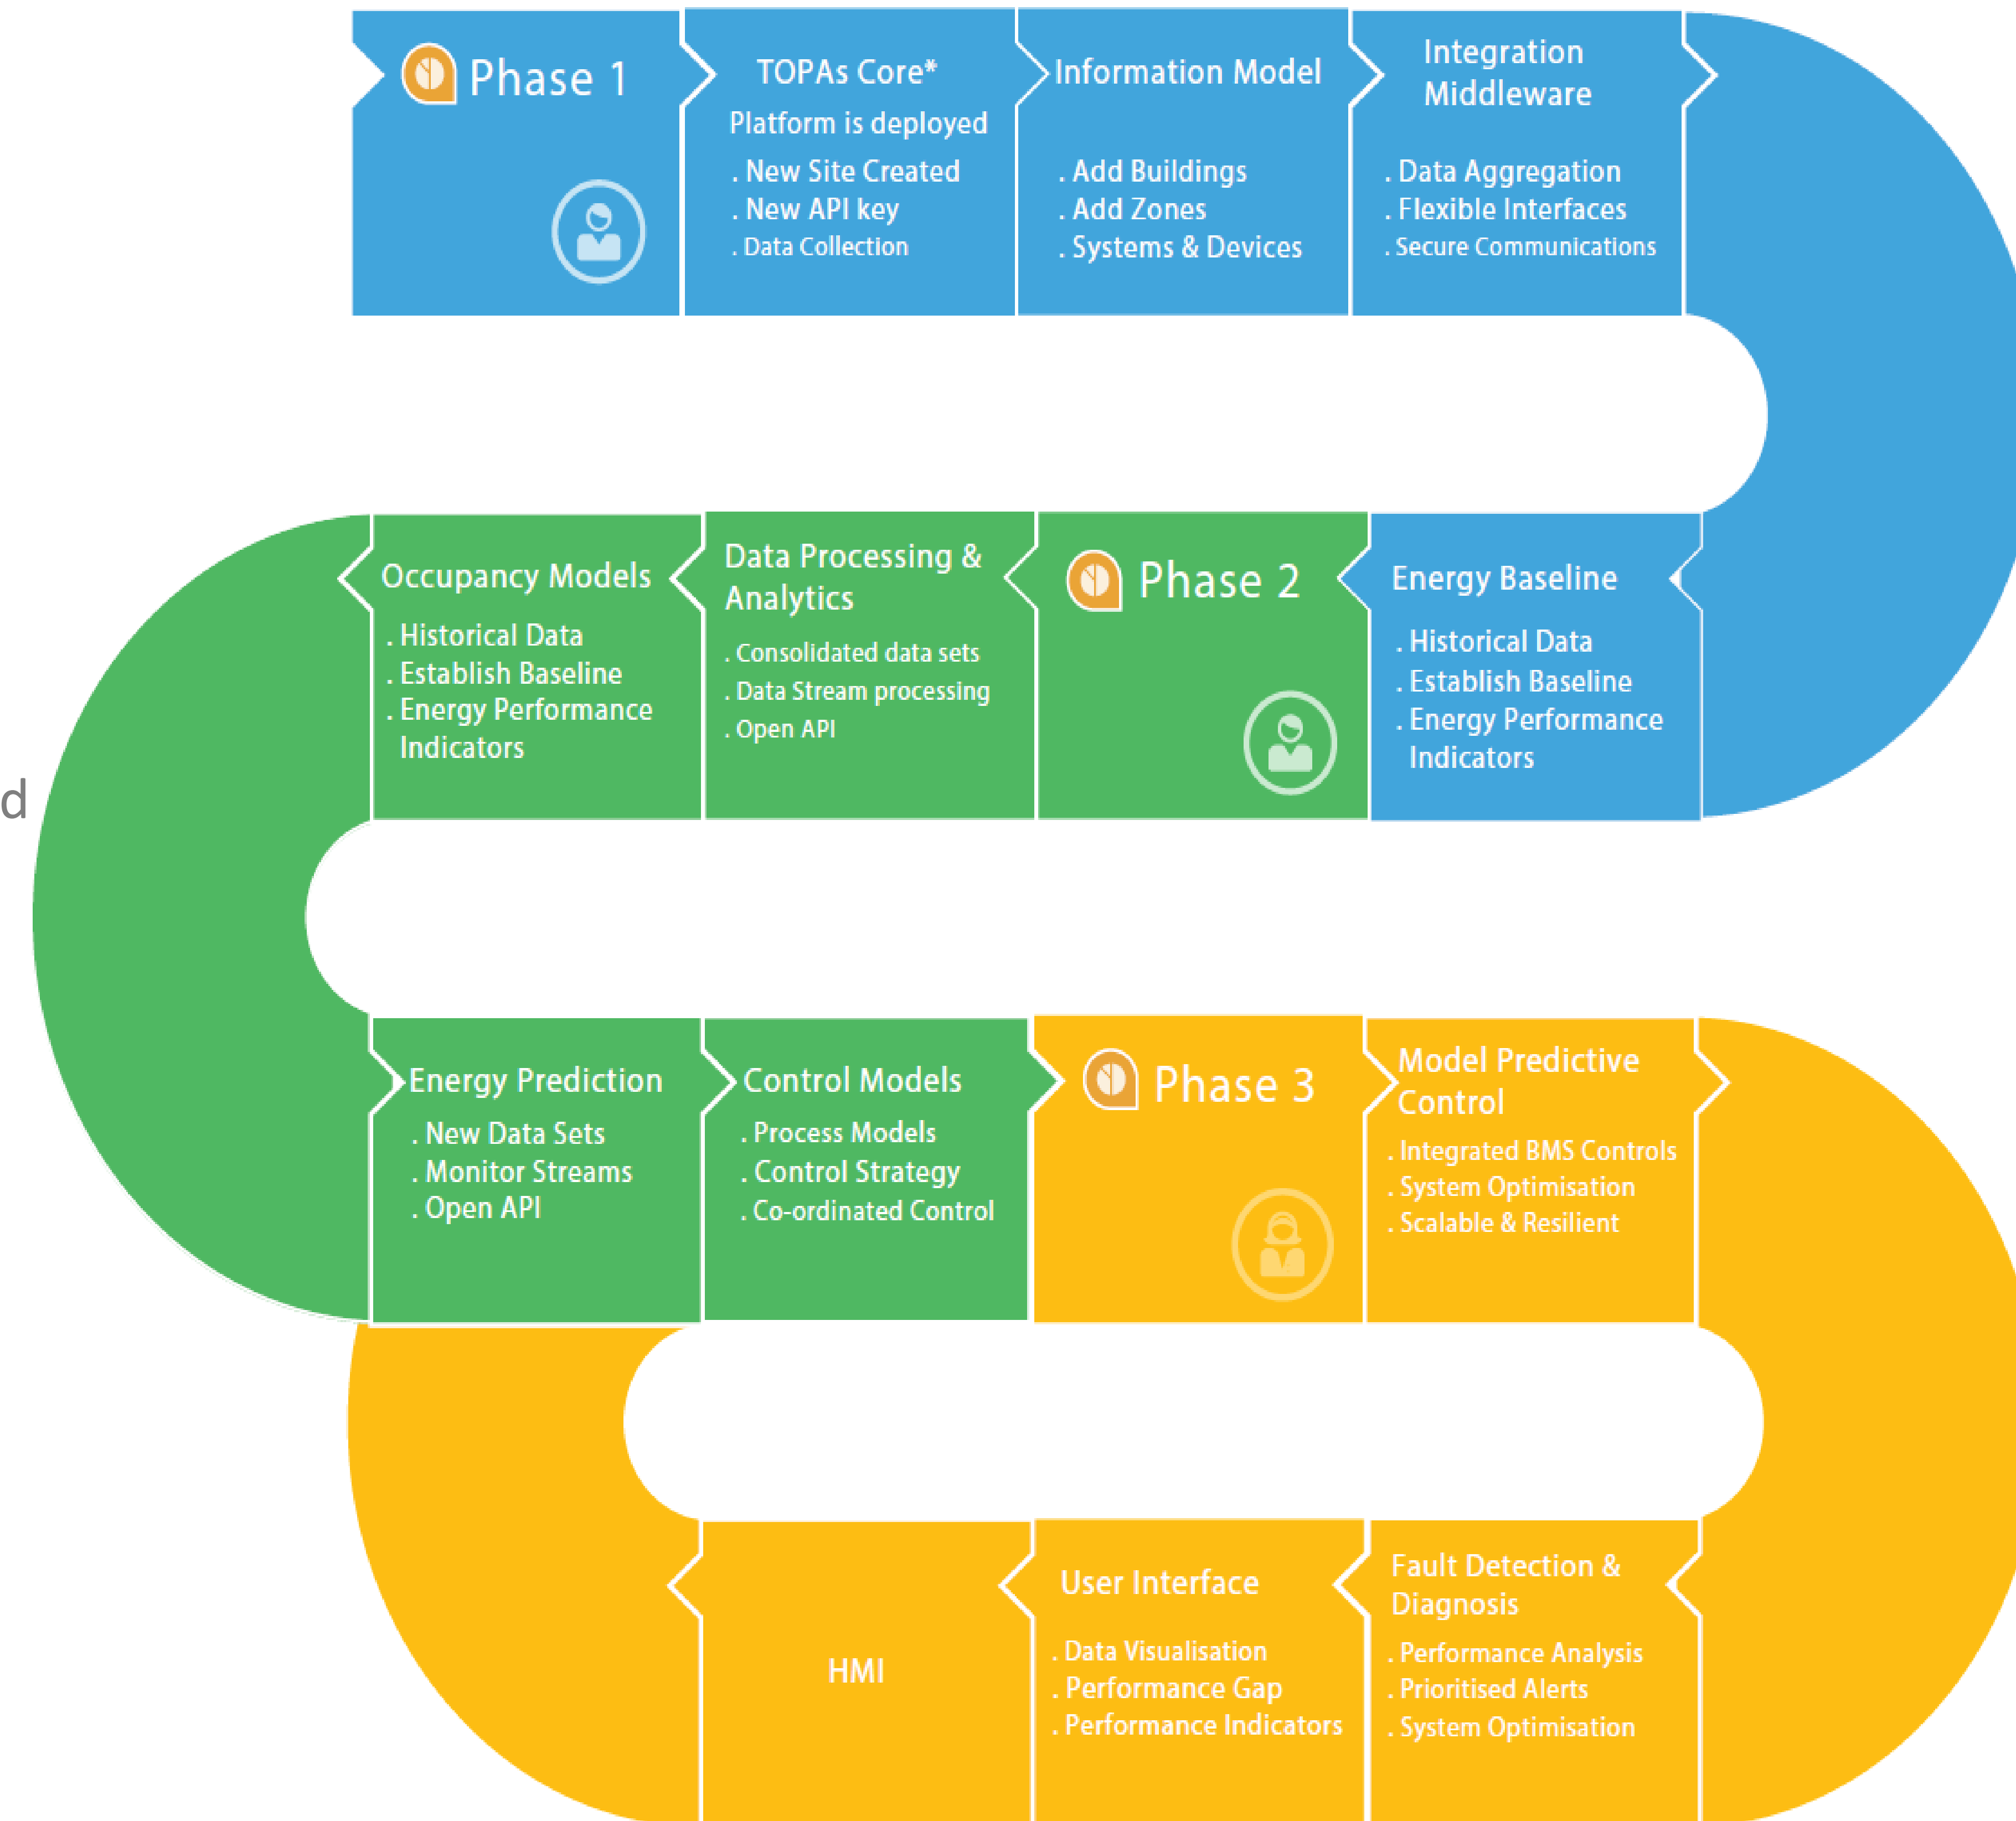 Phase 1
TOPAs Core*
Platform is deployed
. New Site Created
. New API key
. Data Collection
Information Model
. Add Buildings
. Add Zones
. Systems & Devices
Integration
Middleware
. Data Aggregation
. Flexible Interfaces
. Secure Communications
Energy Baseline
. Historical Data
. Establish Baseline
. Energy Performance
Indicators
Phase 2
Data Processing &
Analytics
. Consolidated data sets
. Data Stream processing
. Open API
Occupancy Models
. Historical Data
. Establish Baseline
. Energy Performance
Indicators
d
Energy Prediction
. New Data Sets
. Monitor Streams
. Open API
Control Models
. Process Models
. Control Strategy
. Co-ordinated Control
Phase 3
Model Predictive
Control
. Integrated BMS Controls
. System Optimisation
. Scalable & Resilient
Fault Detection &
Diagnosis
. Performance Analysis
. Prioritised Alerts
. System Optimisation
User Interface
. Data Visualisation
. Performance Gap
. Performance Indicators
HMI